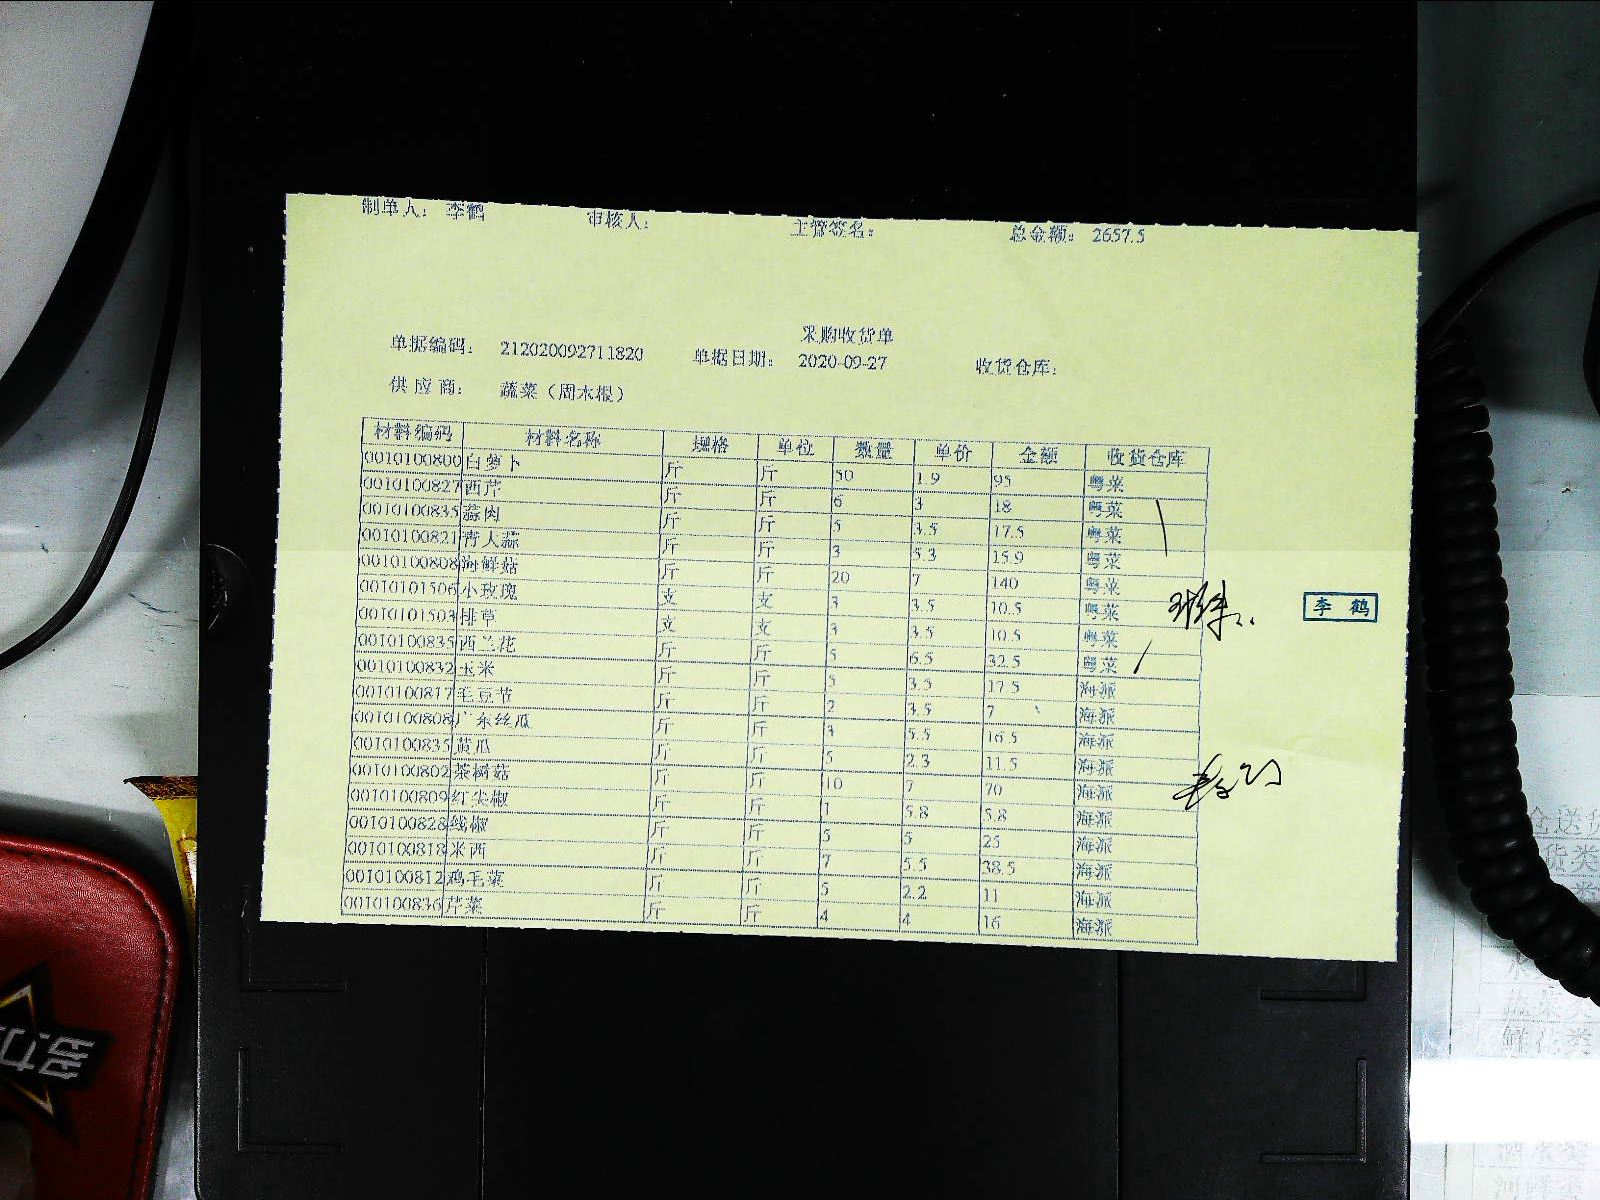 制单人： 李鹤 审核人： 主管签名： 总金额： 2657.5
采购收货单
单据编码： 212020092711820 单据日期： 2020-09-27 收货仓库：
供 应 商： 蔬菜（周木根）
材料编码 材料名称 规格 单位 数量 单价 金额 收货仓库
0010100800 白萝卜 斤 斤 50 1.9 95 粤菜
0010100827 西芹 斤 斤 6 3 18 粤菜
0010100835 蒜肉 斤 斤 5 3.5 17.5 粤菜
0010100821 青大蒜 斤 斤 3 5.3 15.9 粤菜
0010100808 海鲜菇 斤 斤 20 7 140 粤菜
0010101506 小玫瑰 支 支 3 3.5 10.5 粤菜
0010101503 排草 支 支 3 3.5 10.5 粤菜
0010100835 西兰花 斤 斤 5 6.5 32.5 粤菜
0010100832 玉米 斤 斤 5 3.5 17.5 海派
0010100817 毛豆节 斤 斤 2 3.5 7 海派
0010100808 广东丝瓜 斤 斤 3 5.5 16.5 海派
0010100835 黄瓜 斤 斤 5 2.3 11.5 海派
0010100802 茶树菇 斤 斤 10 7 70 海派
0010100809 红尖椒 斤 斤 1 5.8 5.8 海派
0010100828 线椒 斤 斤 5 5 25 海派
0010100818 米西 斤 斤 7 5.5 38.5 海派
0010100812 鸡毛菜 斤 斤 5 2.2 11 海派
0010100836 芹菜 斤 斤 4 4 16 海派
李 鹤
仓送货
货类
类
蔬菜类
鲜花类
酒水类